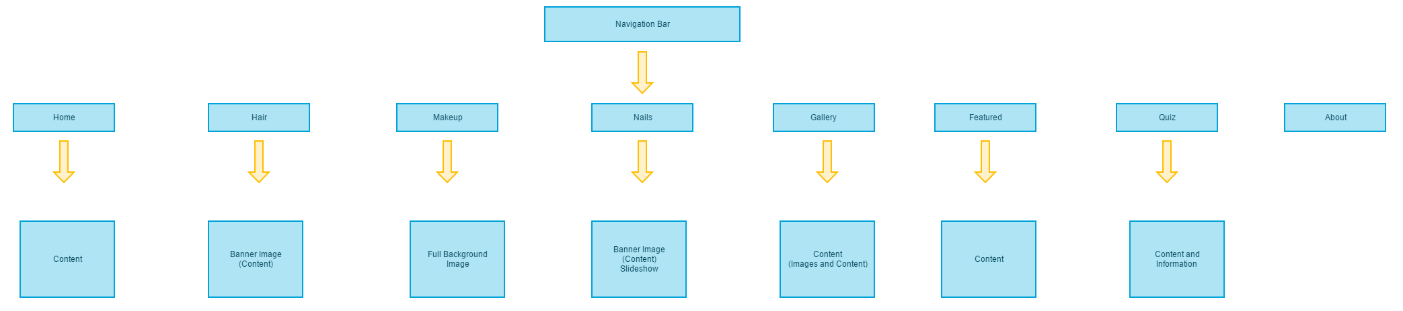 Navigation Bar
Home
Hair
Makeup
Nails
Gallery
Featured
Quiz
About
Content
Banner Image
(Content)
Full Background
Image
Banner Image
(Content)
Slideshow
Content
(Images and Content)
Content
Content and
Information